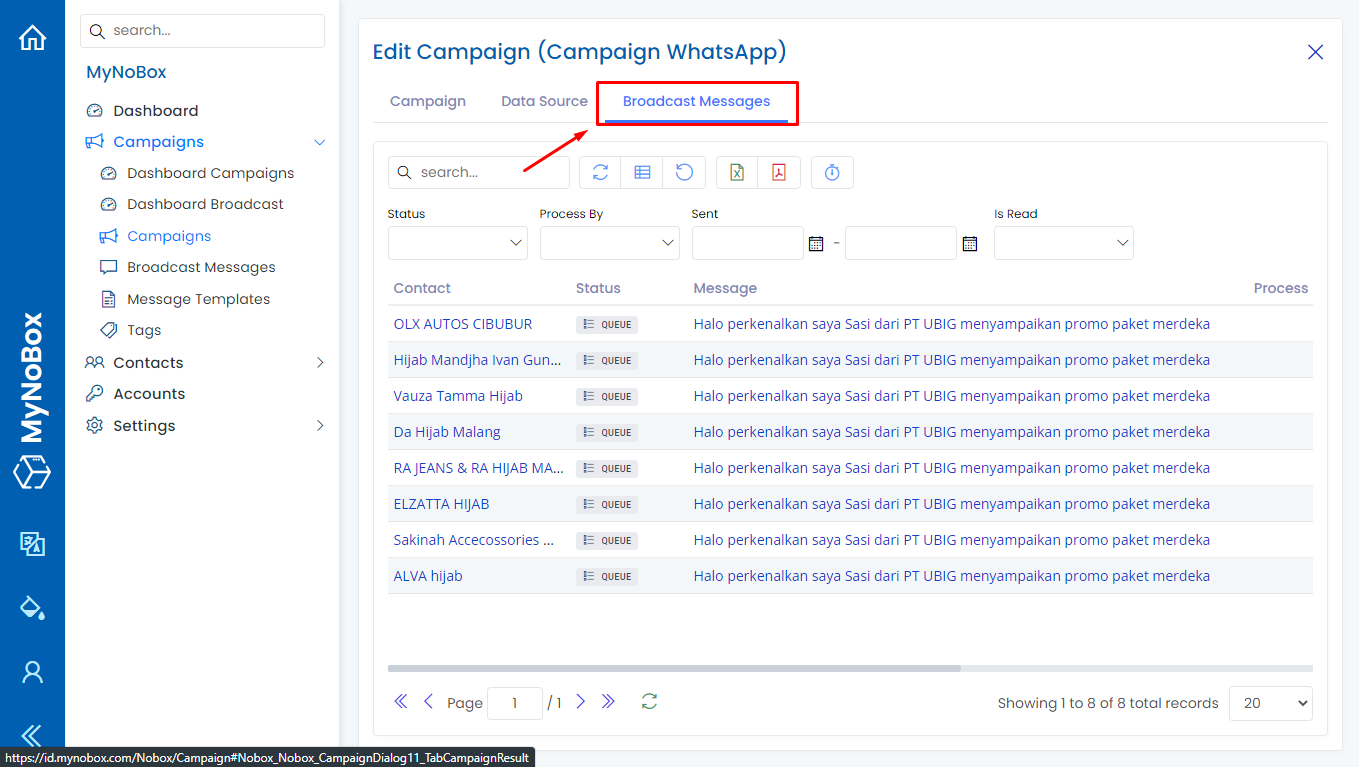 search...
MyNoBox
Dashboard
Campaigns
Dashboard Campaigns
Dashboard Broadcast
Campaigns
Broadcast Messages
Message Templates
Tags
Contacts
Accounts
Settings
MyNoBox
Edit Campaign (Campaign WhatsApp)
Campaign Data Source Broadcast Messages
search...
Status Process By Sent Is Read
-
Contact Status Message Process
OLX AUTOS CIBUBUR QUEUE Halo perkenalkan saya Sasi dari PT UBIG menyampaikan promo paket merdeka
Hijab Mandjha Ivan Gun... QUEUE Halo perkenalkan saya Sasi dari PT UBIG menyampaikan promo paket merdeka
Vauza Tamma Hijab QUEUE Halo perkenalkan saya Sasi dari PT UBIG menyampaikan promo paket merdeka
Da Hijab Malang QUEUE Halo perkenalkan saya Sasi dari PT UBIG menyampaikan promo paket merdeka
RA JEANS & RA HIJAB MA... QUEUE Halo perkenalkan saya Sasi dari PT UBIG menyampaikan promo paket merdeka
ELZATTA HIJAB QUEUE Halo perkenalkan saya Sasi dari PT UBIG menyampaikan promo paket merdeka
Sakinah Accecossories ... QUEUE Halo perkenalkan saya Sasi dari PT UBIG menyampaikan promo paket merdeka
ALVA hijab QUEUE Halo perkenalkan saya Sasi dari PT UBIG menyampaikan promo paket merdeka
Page 1 / 1 Showing 1 to 8 of 8 total records 20
https://id.mynobox.com/Nobox/Campaign#Nobox_Nobox_CampaignDialog11_TabCampaignResult